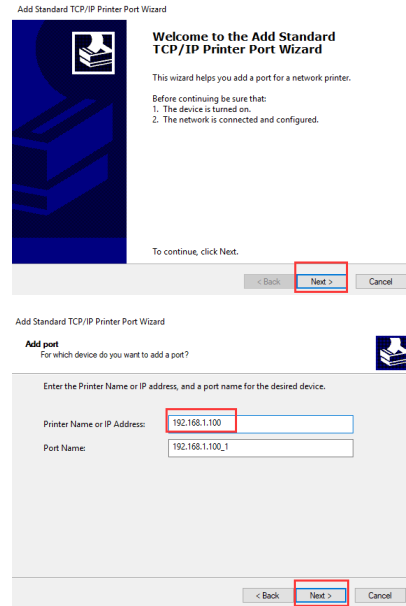 Add Standard TCP/IP Printer Port Wizard
Welcome to the Add Standard
TCP/IP Printer Port Wizard
This wizard helps you add a port for a network printer.
Before continuing be sure that:
1. The device is turned on.
2. The network is connected and configured.
To continue, click Next.
< Back Next > Cancel
Add Standard TCP/IP Printer Port Wizard
Add port
For which device do you want to add a port?
Enter the Printer Name or IP address, and a port name for the desired device.
Printer Name or IP Address: 192.168.1.100
Port Name: 192.168.1.100_1
< Back Next > Cancel